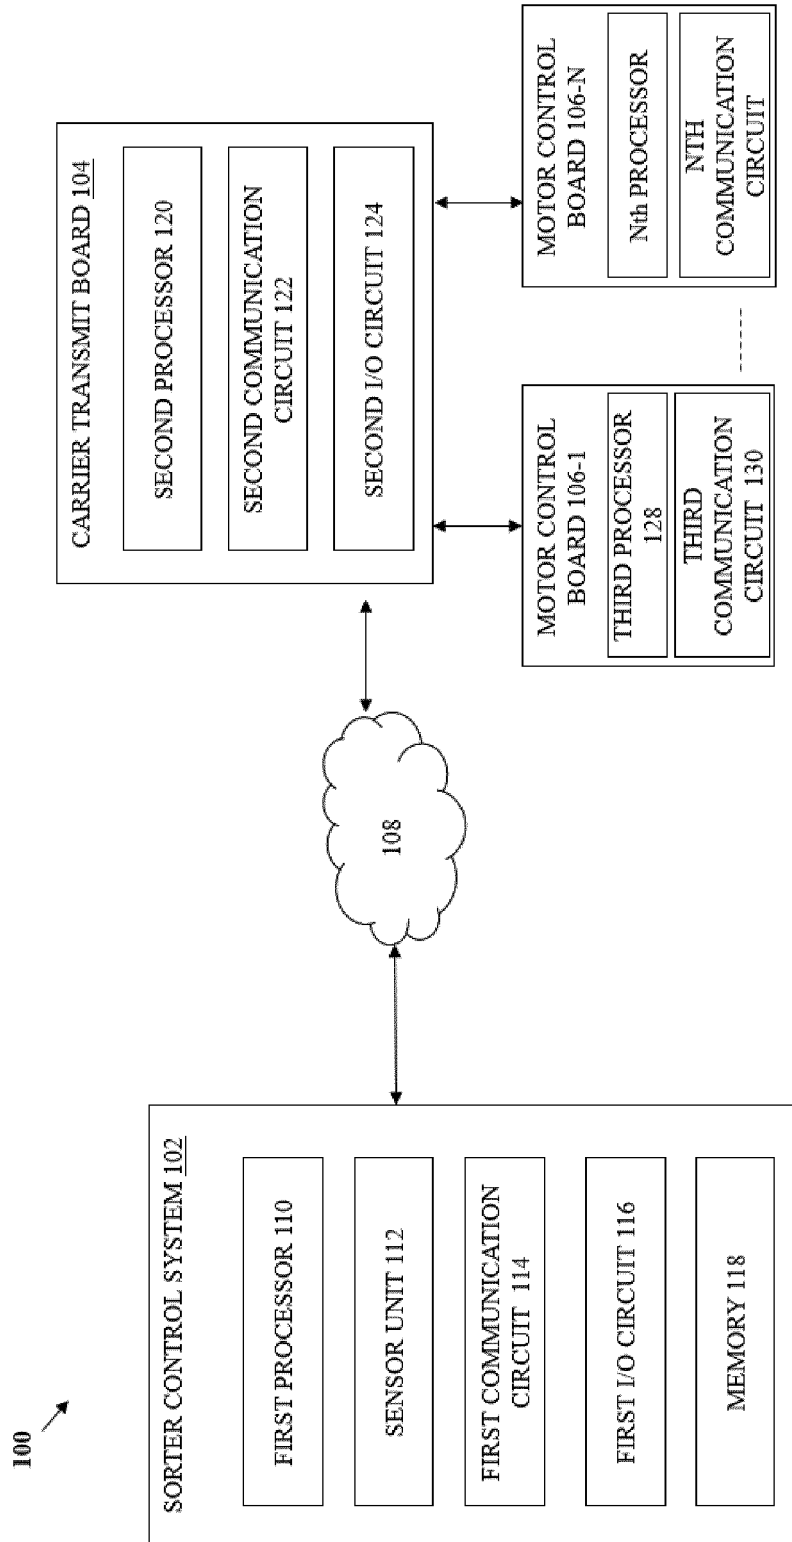 100
SORTER CONTROL SYSTEM 102
FIRST PROCESSOR 110
SENSOR UNIT 112
FIRST COMMUNICATION
CIRCUIT 114
FIRST I/O CIRCUIT 116
MEMORY 118
108
CARRIER TRANSMIT BOARD 104
SECOND PROCESSOR 120
SECOND COMMUNICATION
CIRCUIT 122
SECOND I/O CIRCUIT 124
MOTOR CONTROL
BOARD 106-1
THIRD PROCESSOR
128
THIRD
COMMUNICATION
CIRCUIT 130
MOTOR CONTROL
BOARD 106-N
Nth PROCESSOR
NTH
COMMUNICATION
CIRCUIT